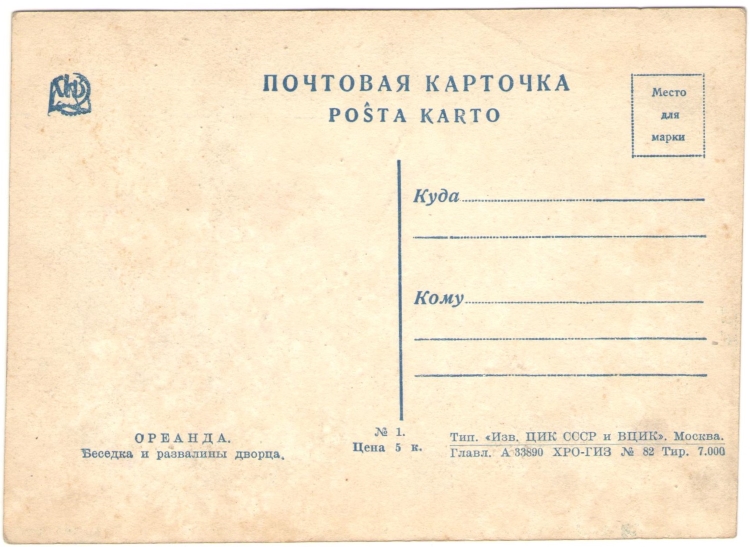 ПОЧТОВАЯ КАРТОЧКА
POŜTA KARTO
Место
для
марки
Куда
Кому
ОРЕАНДА.
Беседка и развалины дворца.
№ 1.
Цена 5 к.
Тип. «Изв. ЦИК СССР и ВЦИК». Москва.
Главл. А 33890 ХРО-ГИЗ № 82 Тир. 7.000